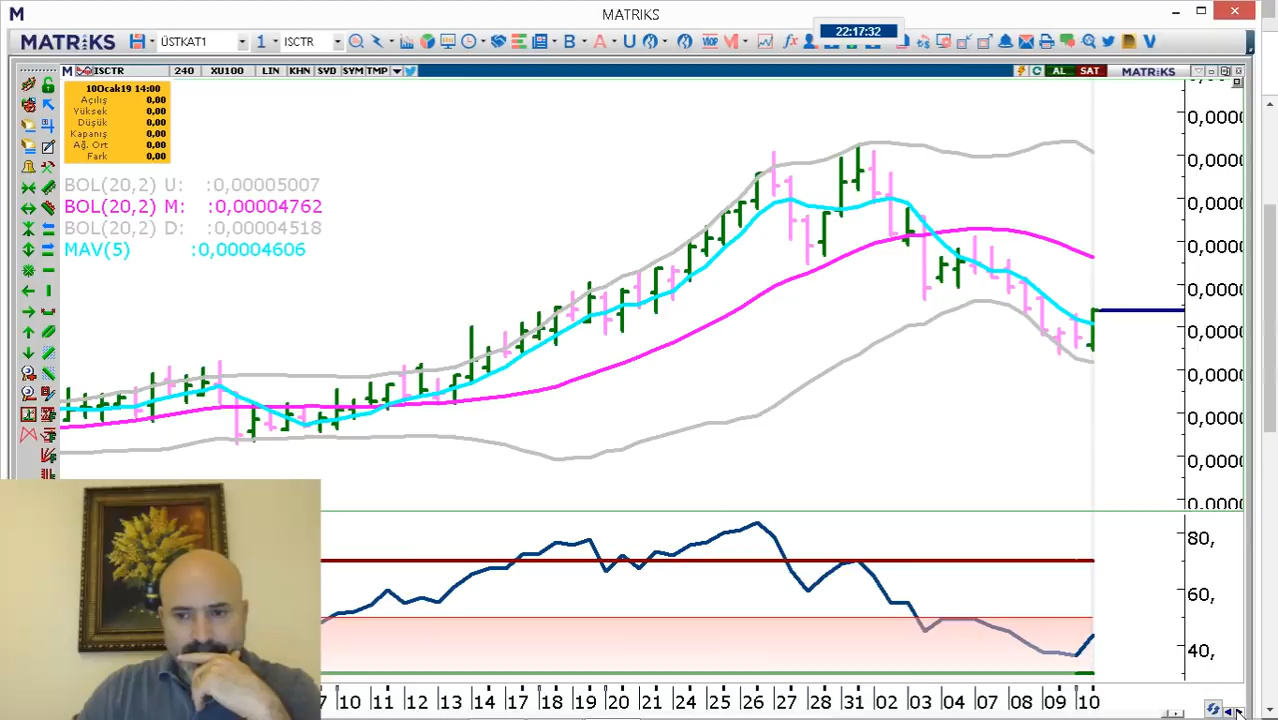 MATRIKS
MATRIKS ÜSTKAT1 1 ISCTR B A U 22:17:32 fx V
ISCTR 240 XU100 LIN KHN SVD SYM TMP AL SAT MATRIKS
10Ocak19 14:00
Açılış 0,00
Yüksek 0,00
Düşük 0,00
Kapanış 0,00
Ağ. Ort 0,00
Fark 0,00
BOL(20,2) U: :0,00005007
BOL(20,2) M: :0,00004762
BOL(20,2) D: :0,00004518
MAV(5) :0,00004606
0,0000
0,0000
0,0000
0,0000
0,0000
0,0000
0,0000
0,0000
0,0000
0,0000
80,
60,
40,
10 11 12 13 14 17 18 19 20 21 24 25 26 27 28 31 02 03 04 07 08 09 10